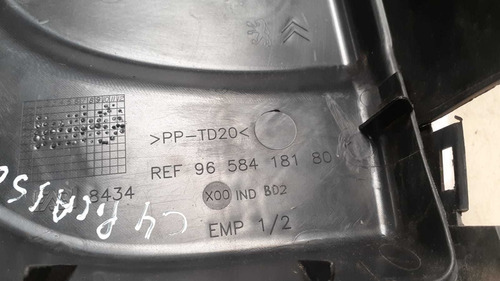 >PP-TD20<
REF 96 584 181 80
X00 IND B02
8434
EMP 1/2
C4 PICASSO